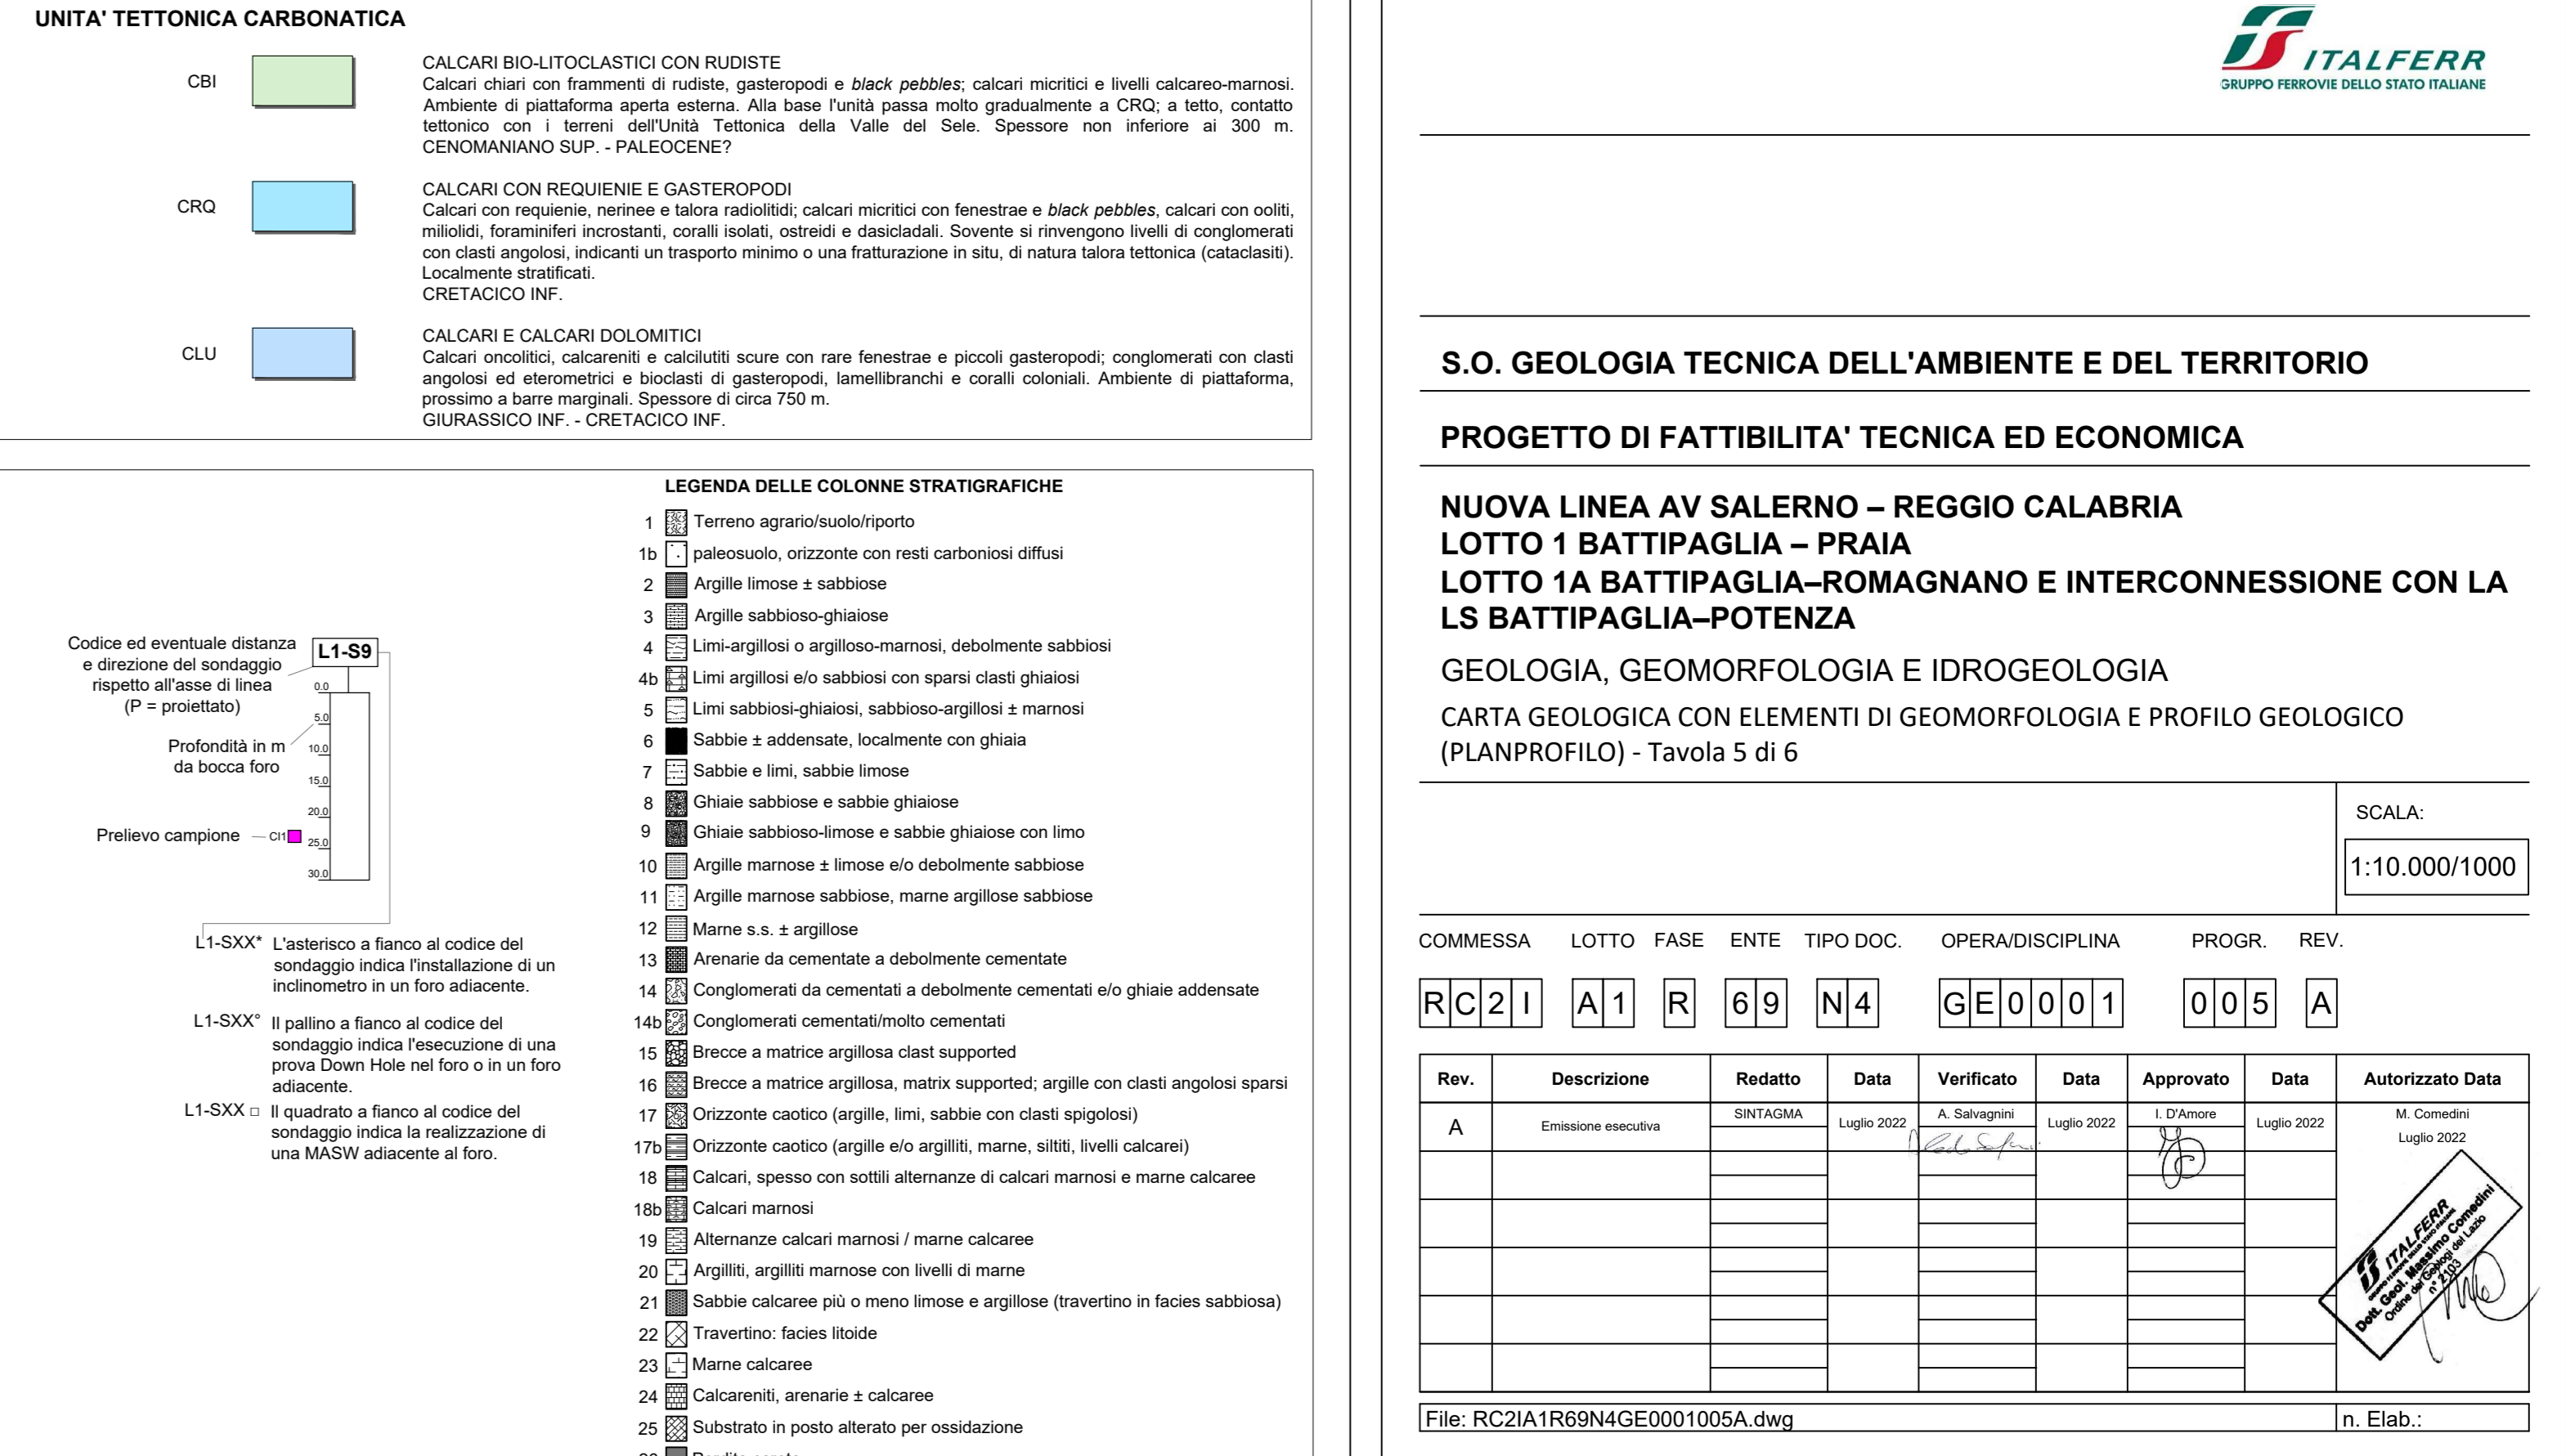 UNITA' TETTONICA CARBONATICA
CBI
CALCARI BIO-LITOCLASTICI CON RUDISTE
Calcari chiari con frammenti di rudiste, gasteropodi e black pebbles; calcari micritici e livelli calcareo-marnosi.
Ambiente di piattaforma aperta esterna. Alla base l'unità passa molto gradualmente a CRQ; a tetto, contatto
tettonico con i terreni dell'Unità Tettonica della Valle del Sele. Spessore non inferiore ai 300 m.
CENOMANIANO SUP. - PALEOCENE?
CRQ
CALCARI CON REQUIENIE E GASTEROPODI
Calcari con requienie, nerinee e talora radiolitidi; calcari micritici con fenestrae e black pebbles, calcari con ooliti,
miliolidi, foraminiferi incrostanti, coralli isolati, ostreidi e dasicladali. Sovente si rinvengono livelli di conglomerati
con clasti angolosi, indicanti un trasporto minimo o una fratturazione in situ, di natura talora tettonica (cataclasiti).
Localmente stratificati.
CRETACICO INF.
CLU
CALCARI E CALCARI DOLOMITICI
Calcari oncolitici, calcareniti e calcilutiti scure con rare fenestrae e piccoli gasteropodi; conglomerati con clasti
angolosi ed eterometrici e bioclasti di gasteropodi, lamellibranchi e coralli coloniali. Ambiente di piattaforma,
prossimo a barre marginali. Spessore di circa 750 m.
GIURASSICO INF. - CRETACICO INF.
Codice ed eventuale distanza
e direzione del sondaggio
rispetto all'asse di linea
(P = proiettato)
L1-S9
0.0
5.0
10.0
15.0
20.0
25.0
30.0
Profondità in m
da bocca foro
Prelievo campione
CI1
L1-SXX* L'asterisco a fianco al codice del
sondaggio indica l'installazione di un
inclinometro in un foro adiacente.
L1-SXX° Il pallino a fianco al codice del
sondaggio indica l'esecuzione di una
prova Down Hole nel foro o in un foro
adiacente.
L1-SXX □ Il quadrato a fianco al codice del
sondaggio indica la realizzazione di
una MASW adiacente al foro.
LEGENDA DELLE COLONNE STRATIGRAFICHE
1 Terreno agrario/suolo/riporto
1b paleosuolo, orizzonte con resti carboniosi diffusi
2 Argille limose ± sabbiose
3 Argille sabbioso-ghiaiose
4 Limi-argillosi o argilloso-marnosi, debolmente sabbiosi
4b Limi argillosi e/o sabbiosi con sparsi clasti ghiaiosi
5 Limi sabbiosi-ghiaiosi, sabbioso-argillosi ± marnosi
6 Sabbie ± addensate, localmente con ghiaia
7 Sabbie e limi, sabbie limose
8 Ghiaie sabbiose e sabbie ghiaiose
9 Ghiaie sabbioso-limose e sabbie ghiaiose con limo
10 Argille marnose ± limose e/o debolmente sabbiose
11 Argille marnose sabbiose, marne argillose sabbiose
12 Marne s.s. ± argillose
13 Arenarie da cementate a debolmente cementate
14 Conglomerati da cementati a debolmente cementati e/o ghiaie addensate
14b Conglomerati cementati/molto cementati
15 Brecce a matrice argillosa clast supported
16 Brecce a matrice argillosa, matrix supported; argille con clasti angolosi sparsi
17 Orizzonte caotico (argille, limi, sabbie con clasti spigolosi)
17b Orizzonte caotico (argille e/o argilliti, marne, siltiti, livelli calcarei)
18 Calcari, spesso con sottili alternanze di calcari marnosi e marne calcaree
18b Calcari marnosi
19 Alternanze calcari marnosi / marne calcaree
20 Argilliti, argilliti marnose con livelli di marne
21 Sabbie calcaree più o meno limose e argillose (travertino in facies sabbiosa)
22 Travertino: facies litoide
23 Marne calcaree
24 Calcareniti, arenarie ± calcaree
25 Substrato in posto alterato per ossidazione
ITALFERR
GRUPPO FERROVIE DELLO STATO ITALIANE
S.O. GEOLOGIA TECNICA DELL'AMBIENTE E DEL TERRITORIO
PROGETTO DI FATTIBILITA' TECNICA ED ECONOMICA
NUOVA LINEA AV SALERNO – REGGIO CALABRIA
LOTTO 1 BATTIPAGLIA – PRAIA
LOTTO 1A BATTIPAGLIA–ROMAGNANO E INTERCONNESSIONE CON LA
LS BATTIPAGLIA–POTENZA
GEOLOGIA, GEOMORFOLOGIA E IDROGEOLOGIA
CARTA GEOLOGICA CON ELEMENTI DI GEOMORFOLOGIA E PROFILO GEOLOGICO
(PLANPROFILO) - Tavola 5 di 6
SCALA:
1:10.000/1000
COMMESSA LOTTO FASE ENTE TIPO DOC. OPERA/DISCIPLINA PROGR. REV.
RC2I A1 R 69 N4 GE0001 005 A
Rev. Descrizione Redatto Data Verificato Data Approvato Data Autorizzato Data
A Emissione esecutiva SINTAGMA Luglio 2022 A. Salvagnini Luglio 2022 I. D'Amore Luglio 2022 M. Comedini
Luglio 2022
ITALFERR
Dott. Geol. Massimo Comedini
Ordine dei Geologi del Lazio
n° 2103
File: RC2IA1R69N4GE0001005A.dwg
n. Elab.: